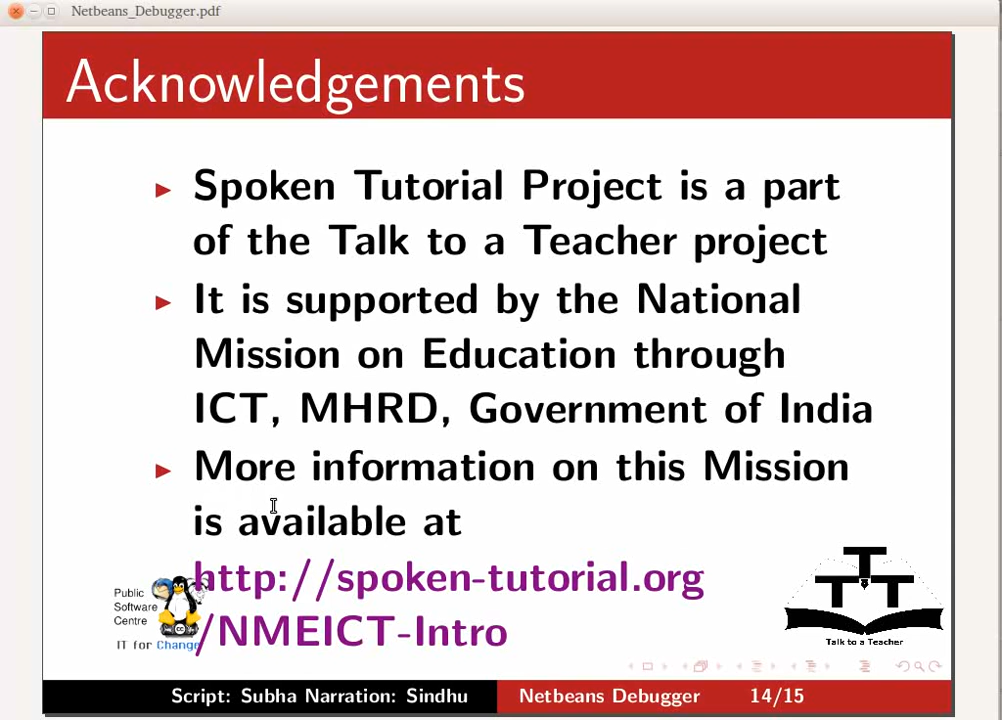 Netbeans_Debugger.pdf
Acknowledgements
Spoken Tutorial Project is a part
of the Talk to a Teacher project
It is supported by the National
Mission on Education through
ICT, MHRD, Government of India
More information on this Mission
is available at
http://spoken-tutorial.org
/NMEICT-Intro
Public
Software
Centre
IT for Change
T T T
Talk to a Teacher
Script: Subha Narration: Sindhu
Netbeans Debugger
14/15